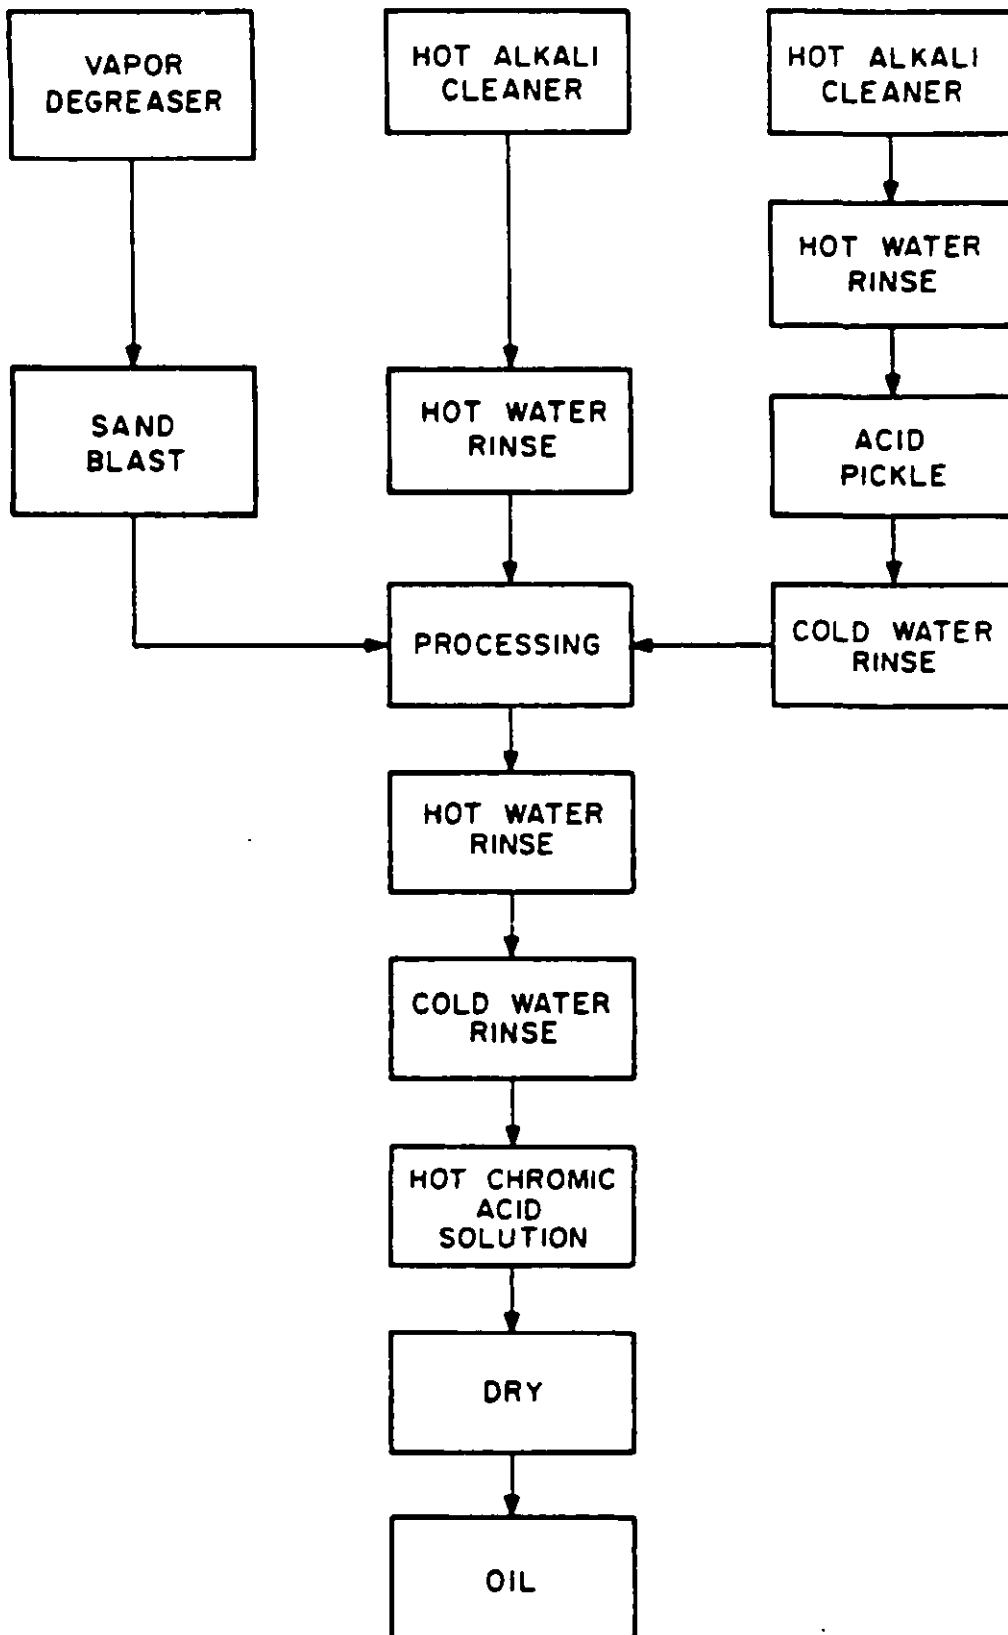 VAPOR
DEGREASER
HOT ALKALI
CLEANER
HOT ALKALI
CLEANER
HOT WATER
RINSE
SAND
BLAST
HOT WATER
RINSE
ACID
PICKLE
PROCESSING
COLD WATER
RINSE
HOT WATER
RINSE
COLD WATER
RINSE
HOT CHROMIC
ACID
SOLUTION
DRY
OIL